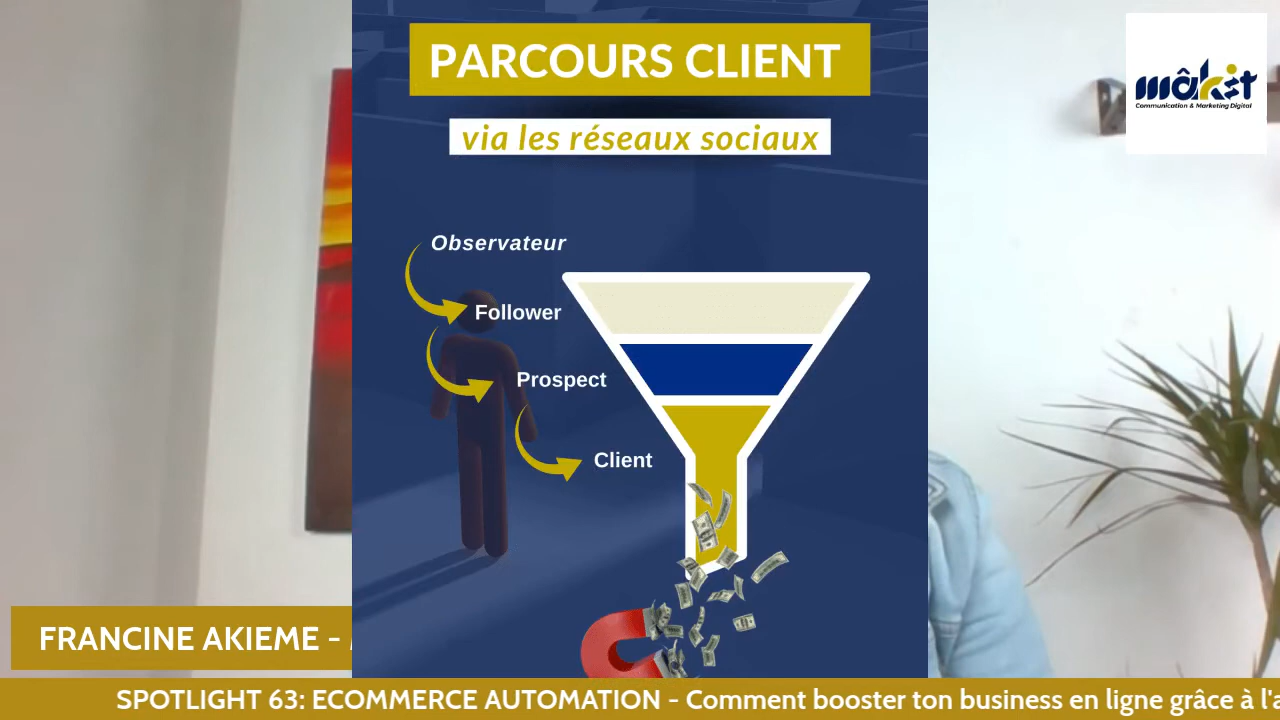 PARCOURS CLIENT
via les réseaux sociaux
mâkit
Communication & Marketing Digital
Observateur
Follower
Prospect
Client
FRANCINE AKIEME -
SPOTLIGHT 63: ECOMMERCE AUTOMATION - Comment booster ton business en ligne grâce à